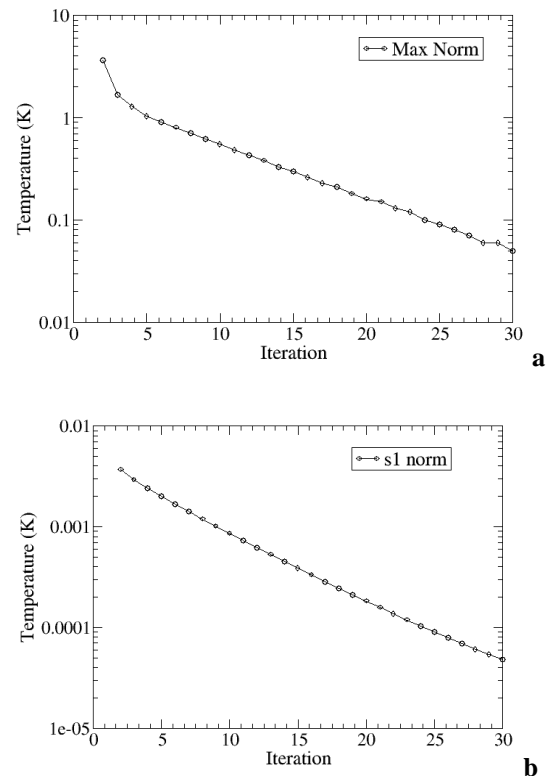 10
Max Norm
1
Temperature (K)
0.1
0.01
0 5 10 15 20 25 30
Iteration
a
0.01
s1 norm
0.001
Temperature (K)
0.0001
1e-05
0 5 10 15 20 25 30
Iteration
b